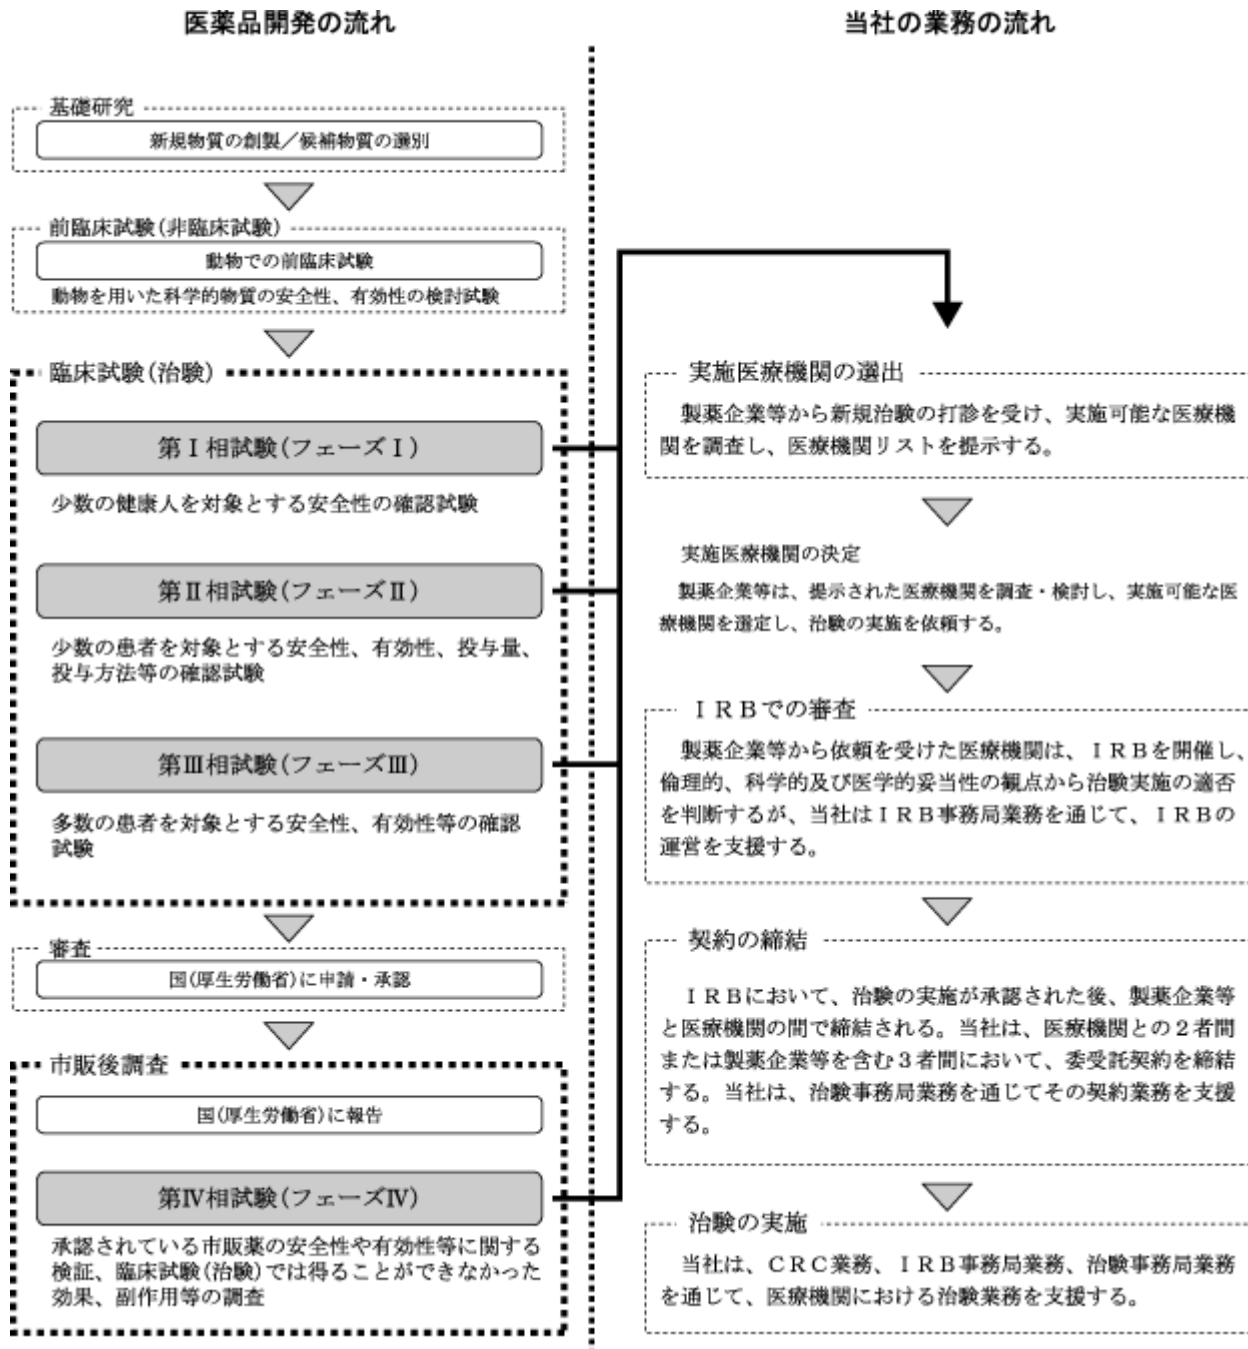 医薬品開発の流れ
基礎研究
新規物質の創製／候補物質の選別
前臨床試験(非臨床試験)
動物での前臨床試験
動物を用いた科学的物質の安全性、有効性の検討試験
臨床試験(治験)
第Ⅰ相試験(フェーズⅠ)
少数の健康人を対象とする安全性の確認試験
第Ⅱ相試験(フェーズⅡ)
少数の患者を対象とする安全性、有効性、投与量、
投与方法等の確認試験
第Ⅲ相試験(フェーズⅢ)
多数の患者を対象とする安全性、有効性等の確認
試験
審査
国(厚生労働省)に申請・承認
市販後調査
国(厚生労働省)に報告
第Ⅳ相試験(フェーズⅣ)
承認されている市販薬の安全性や有効性等に関する
検証、臨床試験(治験)では得ることができなかった
効果、副作用等の調査
当社の業務の流れ
実施医療機関の選出
製薬企業等から新規治験の打診を受け、実施可能な医療機
関を調査し、医療機関リストを提示する。
実施医療機関の決定
製薬企業等は、提示された医療機関を調査・検討し、実施可能な医
療機関を選定し、治験の実施を依頼する。
ＩＲＢでの審査
製薬企業等から依頼を受けた医療機関は、ＩＲＢを開催し、
倫理的、科学的及び医学的妥当性の観点から治験実施の適否
を判断するが、当社はＩＲＢ事務局業務を通じて、ＩＲＢの
運営を支援する。
契約の締結
ＩＲＢにおいて、治験の実施が承認された後、製薬企業等
と医療機関の間で締結される。当社は、医療機関との２者間
または製薬企業等を含む３者間において、委受託契約を締結
する。当社は、治験事務局業務を通じてその契約業務を支援
する。
治験の実施
当社は、ＣＲＣ業務、ＩＲＢ事務局業務、治験事務局業務
を通じて、医療機関における治験業務を支援する。